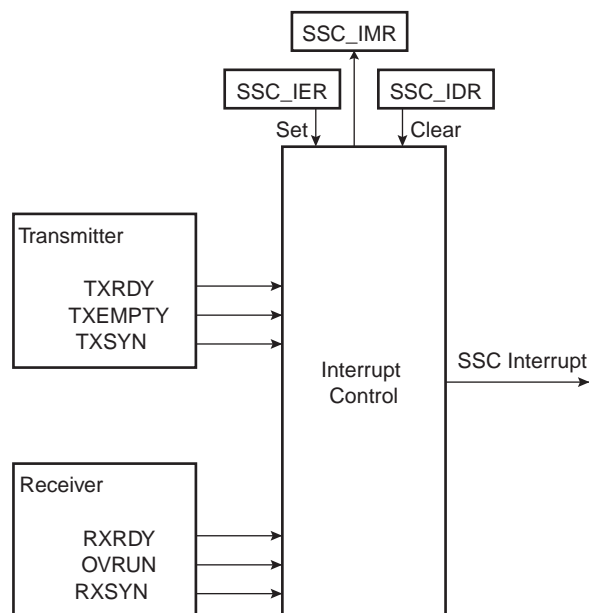 SSC_IMR
SSC_IER
SSC_IDR
Set
Clear
Transmitter
TXRDY
TXEMPTY
TXSYN
Interrupt
Control
SSC Interrupt
Receiver
RXRDY
OVRUN
RXSYN